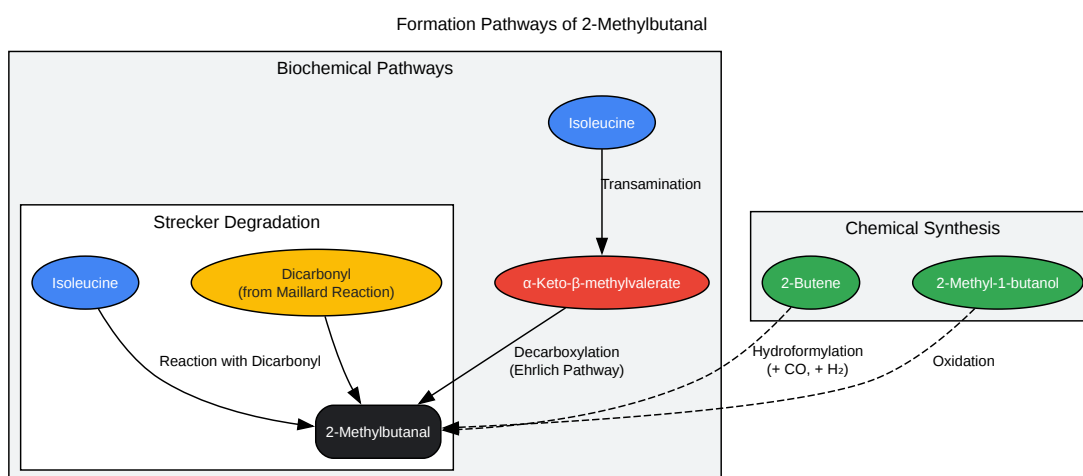 Formation Pathways of 2-Methylbutanal
Biochemical Pathways
Isoleucine
Transamination
Strecker Degradation
Chemical Synthesis
Isoleucine
Dicarbonyl
(from Maillard Reaction)
α-Keto-β-methylvalerate
2-Butene
2-Methyl-1-butanol
Reaction with Dicarbonyl
Decarboxylation
(Ehrlich Pathway)
Hydroformylation
(+ CO, + H₂)
Oxidation
2-Methylbutanal